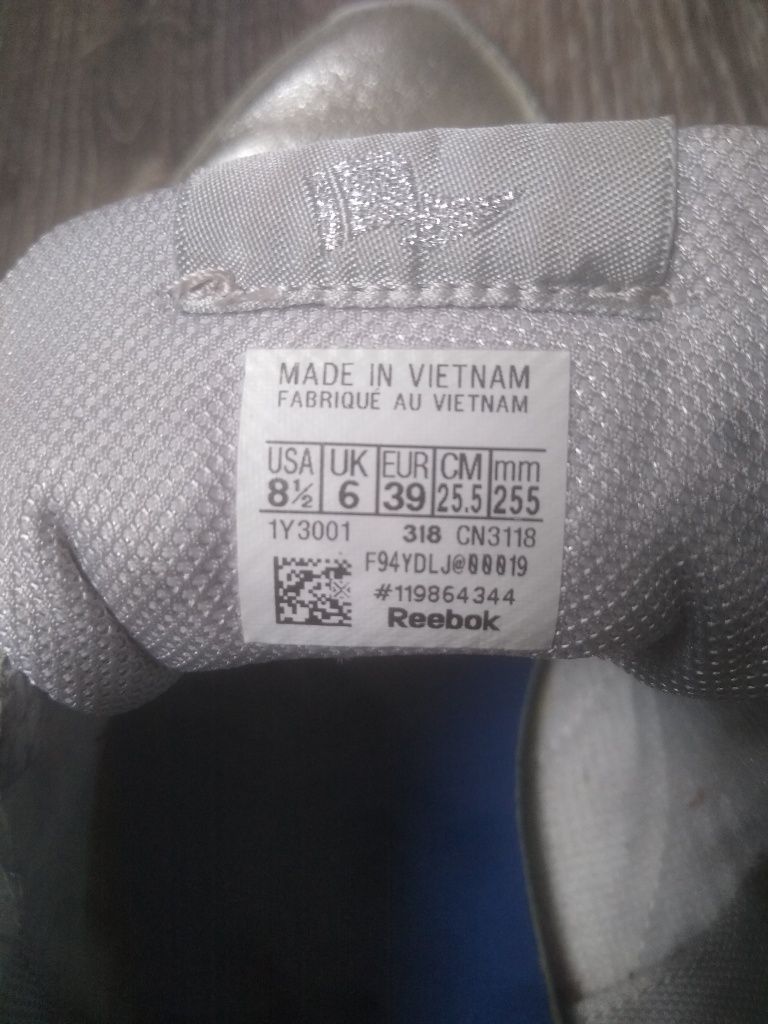 MADE IN VIETNAM
FABRIQUÉ AU VIETNAM
USA UK EUR CM mm
8½ 6 39 25.5 255
1Y3001 318 CN3118
F94YDLJ@00019
#119864344
Reebok